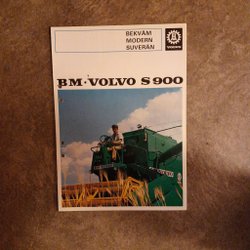 BEKVÄM
MODERN
SUVERÄN
BM·VOLVO S 900